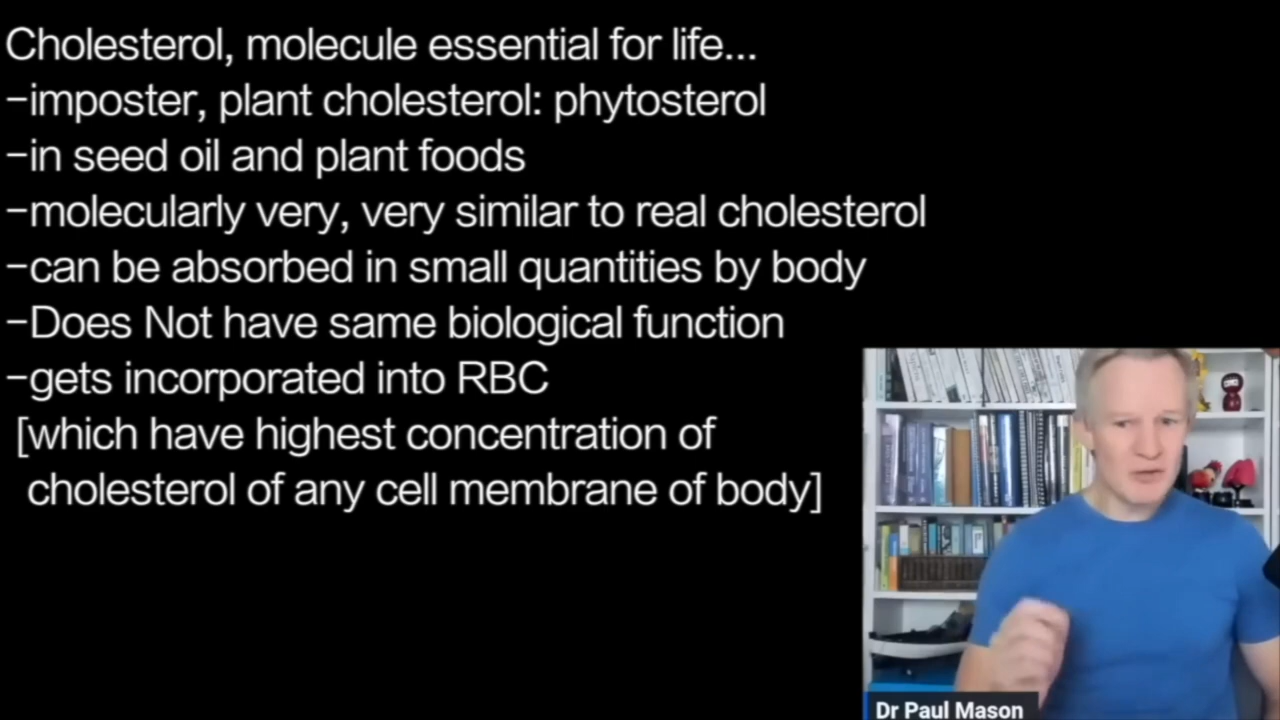 Cholesterol, molecule essential for life...
-imposter, plant cholesterol: phytosterol
-in seed oil and plant foods
-molecularly very, very similar to real cholesterol
-can be absorbed in small quantities by body
-Does Not have same biological function
-gets incorporated into RBC
[which have highest concentration of
cholesterol of any cell membrane of body]
Dr Paul Mason